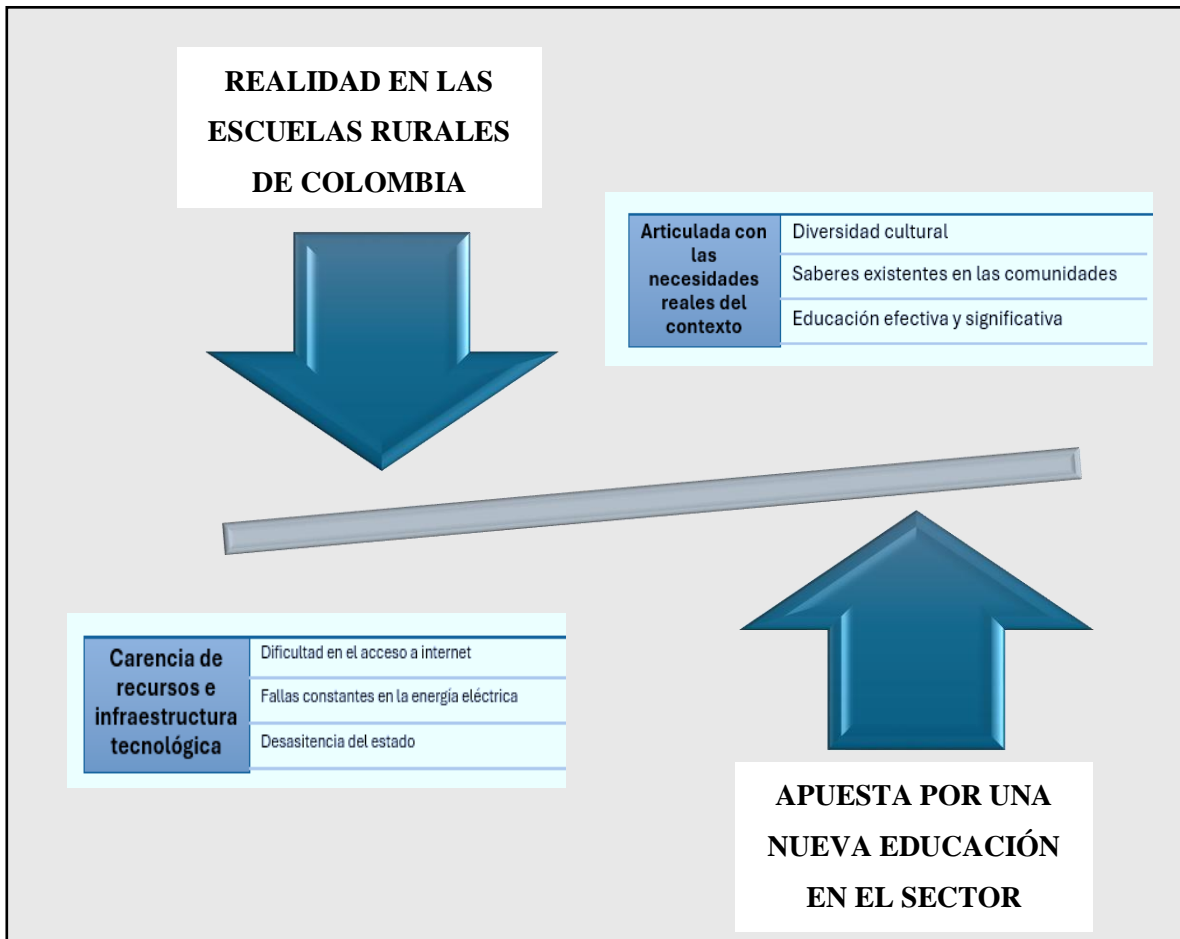 REALIDAD EN LAS
ESCUELAS RURALES
DE COLOMBIA
Articulada con
las
necesidades
reales del
contexto
Diversidad cultural
Saberes existentes en las comunidades
Educación efectiva y significativa
Carencia de
recursos e
infraestructura
tecnológica
Dificultad en el acceso a internet
Fallas constantes en la energía eléctrica
Desasitencia del estado
APUESTA POR UNA
NUEVA EDUCACIÓN
EN EL SECTOR